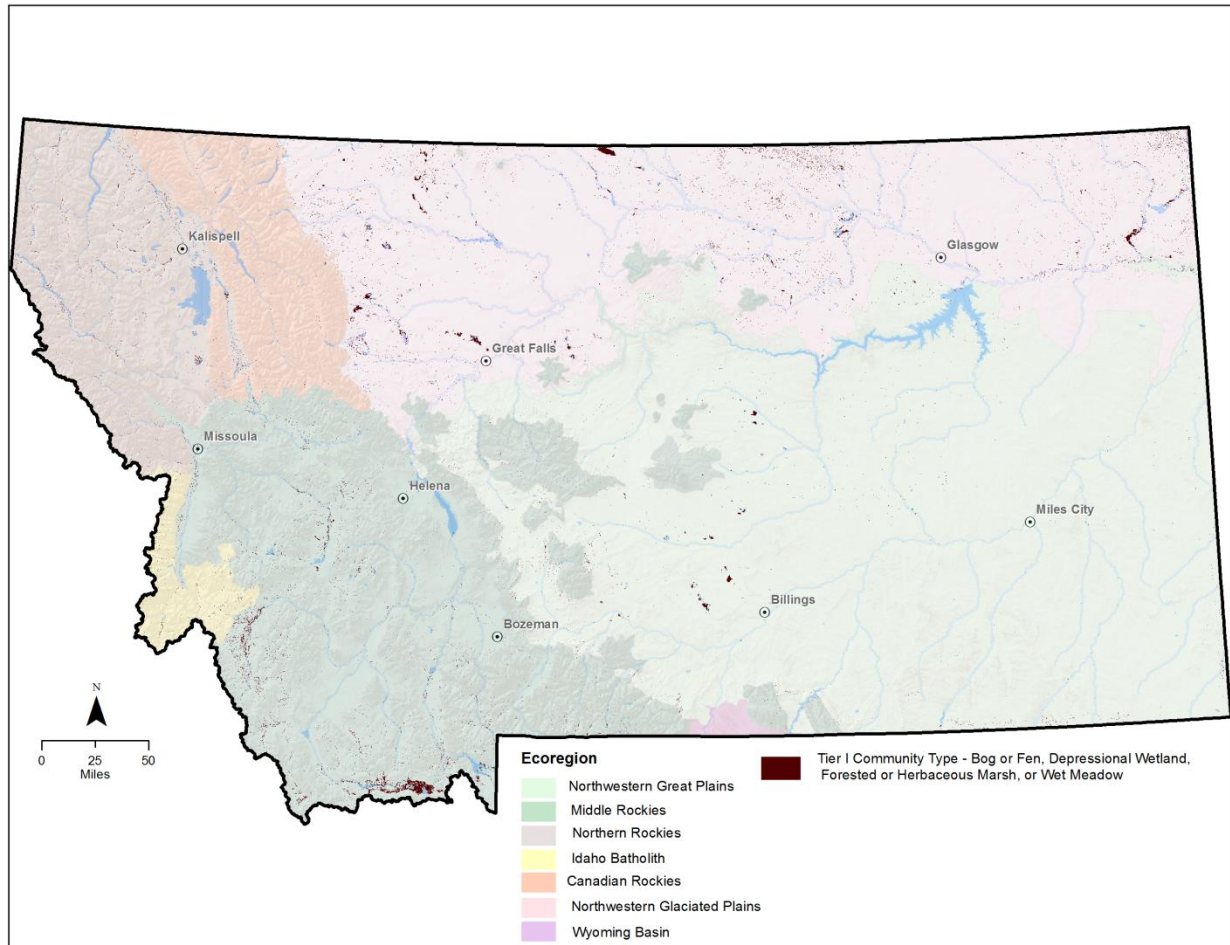 Kalispell
Glasgow
Great Falls
Missoula
Helena
Miles City
Billings
Bozeman
N
0 25 50
Miles
Ecoregion
Northwestern Great Plains
Middle Rockies
Northern Rockies
Idaho Batholith
Canadian Rockies
Northwestern Glaciated Plains
Wyoming Basin
Tier I Community Type - Bog or Fen, Depressional Wetland,
Forested or Herbaceous Marsh, or Wet Meadow